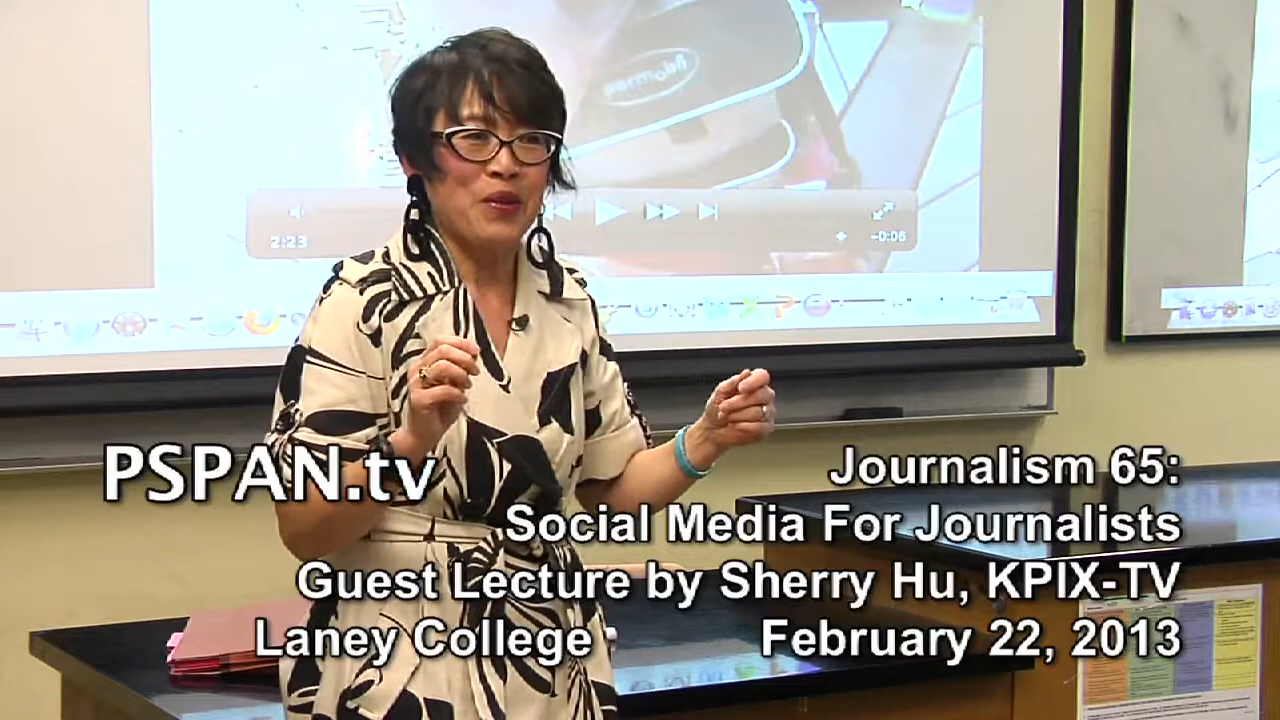 2:23
-0:05
PSPAN.tv
Journalism 65:
Social Media For Journalists
Guest Lecture by Sherry Hu, KPIX-TV
Laney College
February 22, 2013